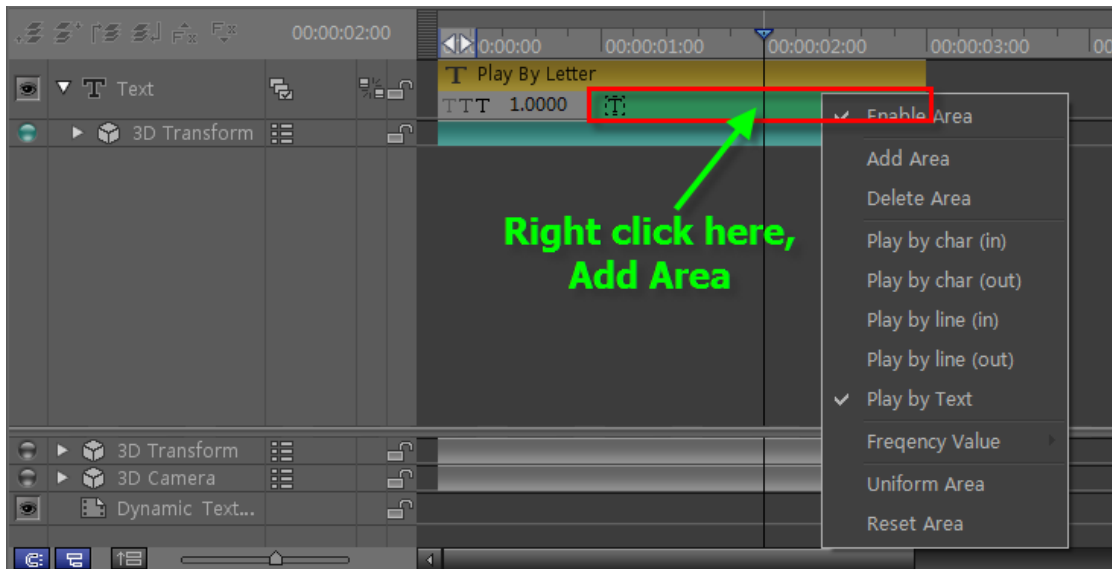 00:00:02:00
0:00:00
00:00:01:00
00:00:02:00
00:00:03:00
00
T Play By Letter
T Text
TTT 1.0000
T
Enable Area
3D Transform
Add Area
Delete Area
Right click here,
Add Area
Play by char (in)
Play by char (out)
Play by line (in)
Play by line (out)
Play by Text
3D Transform
Freqency Value
3D Camera
Uniform Area
Dynamic Text...
Reset Area